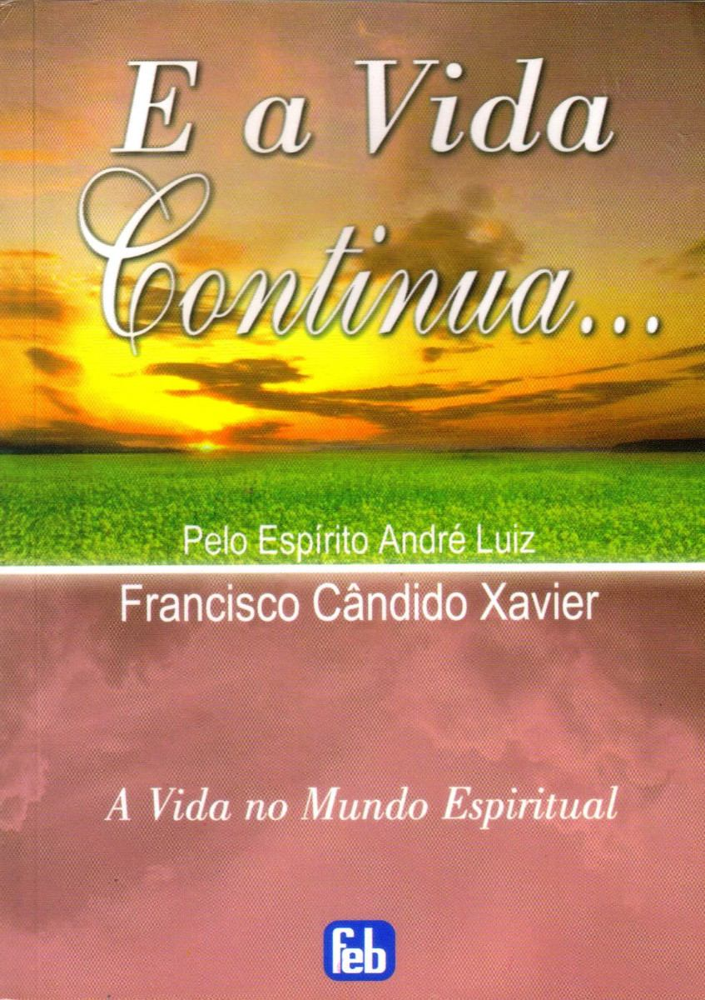 E a Vida
Continua...
Pelo Espírito André Luiz
Francisco Cândido Xavier
A Vida no Mundo Espiritual
feb